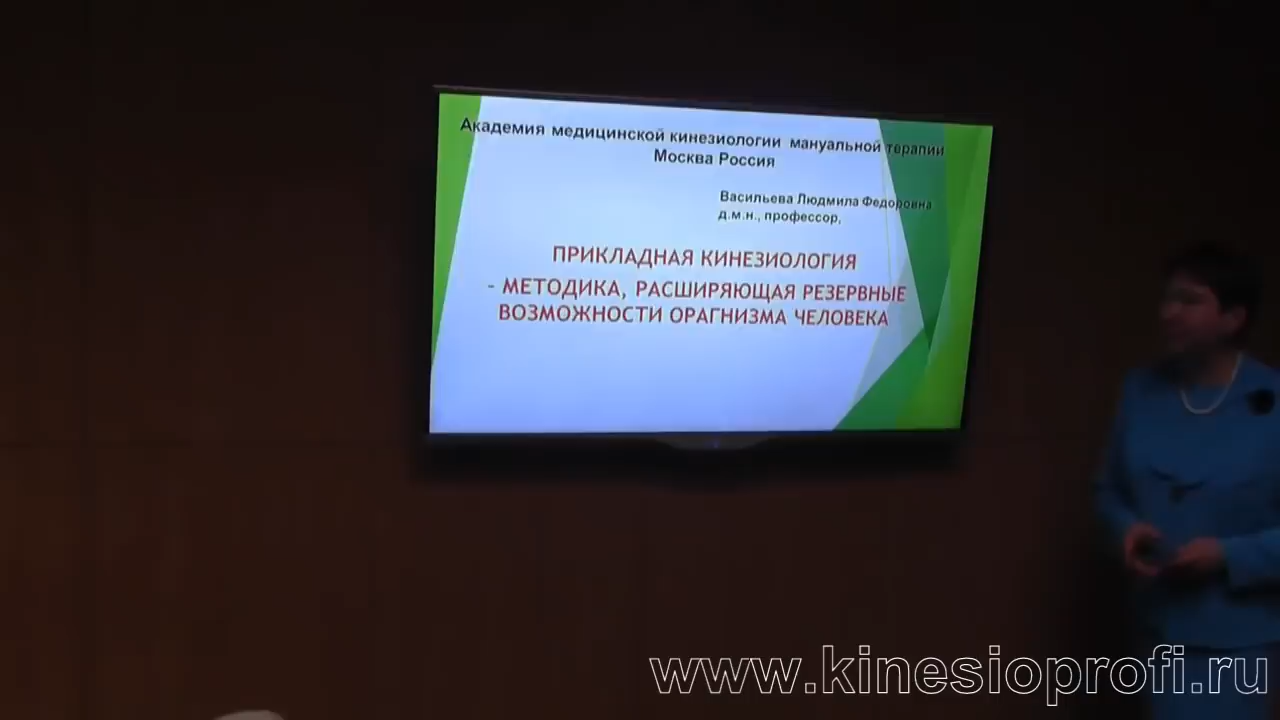 Академия медицинской кинезиологии мануальной терапии
Москва Россия
Васильева Людмила Федоровна
д.м.н., профессор,
ПРИКЛАДНАЯ КИНЕЗИОЛОГИЯ
- МЕТОДИКА, РАСШИРЯЮЩАЯ РЕЗЕРВНЫЕ
ВОЗМОЖНОСТИ ОРАГНИЗМА ЧЕЛОВЕКА
www.kinesioprofi.ru